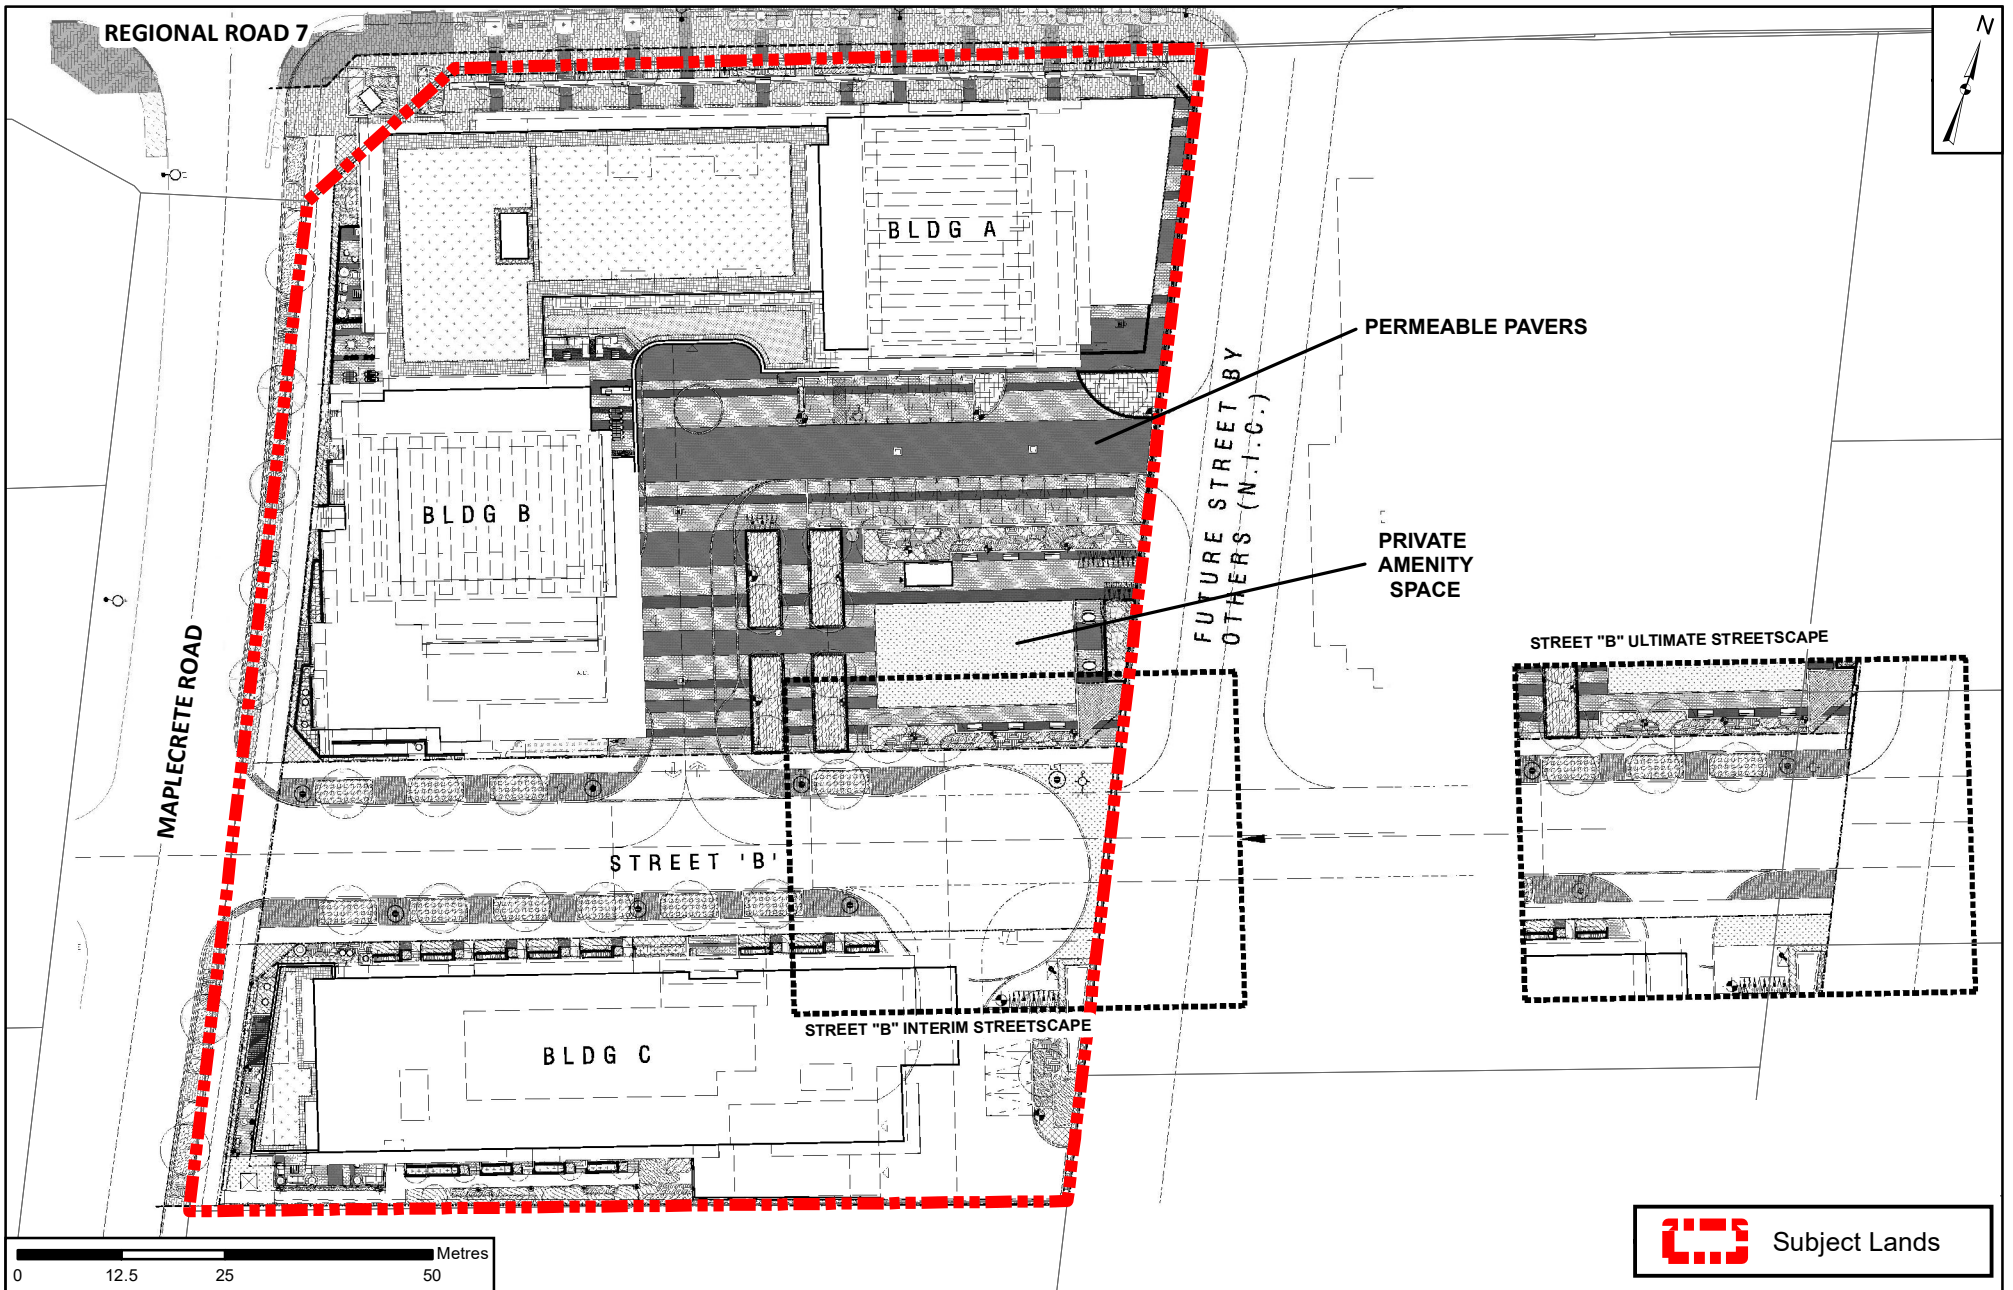 REGIONAL ROAD 7
N
BLDG A
PERMEABLE PAVERS
FUTURE STREET BY
OTHERS (N.I.C.)
BLDG B
PRIVATE
AMENITY
SPACE
MAPLECRETE ROAD
STREET "B" ULTIMATE STREETSCAPE
STREET 'B'
STREET "B" INTERIM STREETSCAPE
BLDG C
Subject Lands
Metres
0 12.5 25 50